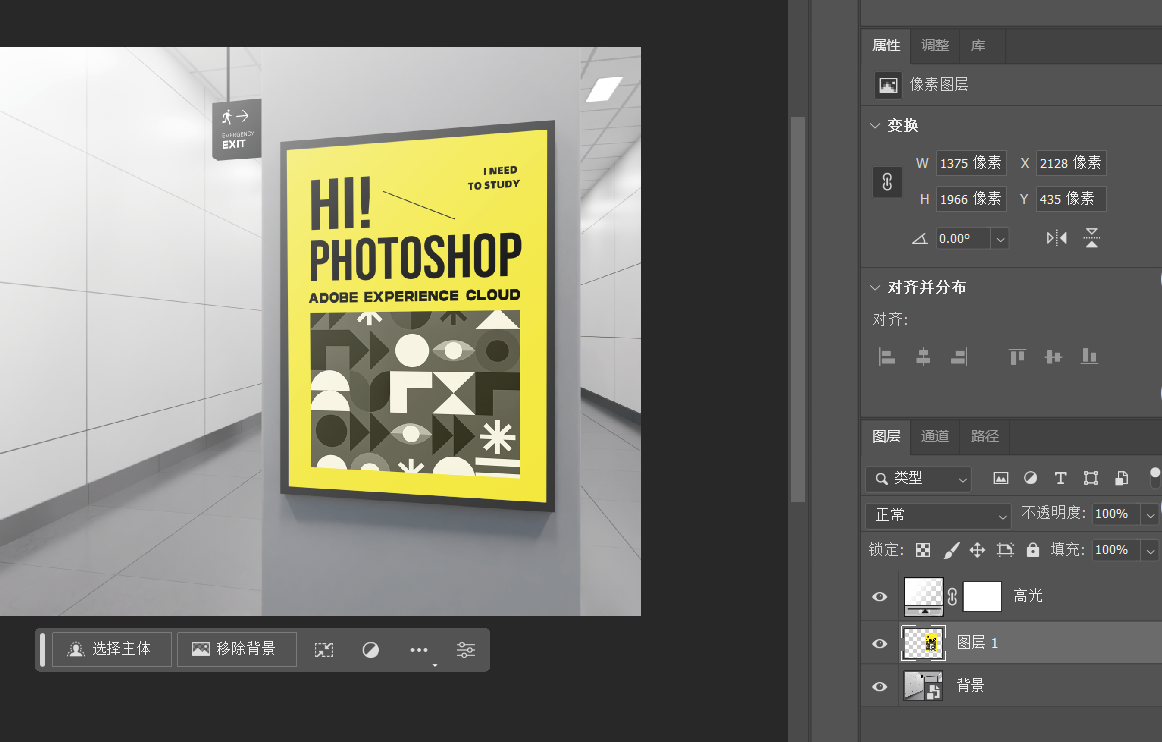 EMERGENCY
EXIT
I NEED
TO STUDY
HI!
PHOTOSHOP
ADOBE EXPERIENCE CLOUD
选择主体
移除背景
属性 调整 库
像素图层
变换
W 1375 像素 X 2128 像素
H 1966 像素 Y 435 像素
0.00°
对齐并分布
对齐:
图层 通道 路径
类型
正常 不透明度: 100%
锁定: 填充: 100%
高光
图层 1
背景